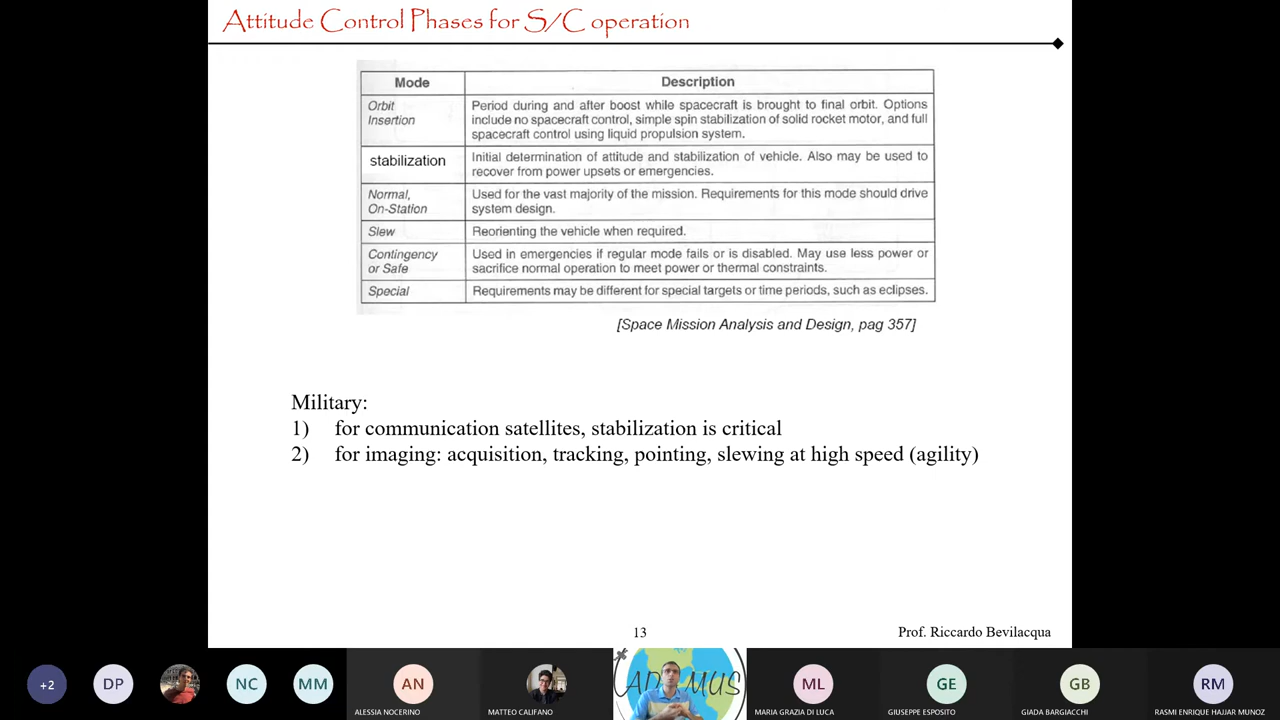 Attitude Control Phases for S/C operation
Mode Description
Orbit Insertion
Period during and after boost while spacecraft is brought to final orbit. Options
include no spacecraft control, simple spin stabilization of solid rocket motor, and full
spacecraft control using liquid propulsion system.
stabilization
Initial determination of attitude and stabilization of vehicle. Also may be used to
recover from power upsets or emergencies.
Normal,
On-Station
Used for the vast majority of the mission. Requirements for this mode should drive
system design.
Slew
Reorienting the vehicle when required.
Contingency
or Safe
Used in emergencies if regular mode fails or is disabled. May use less power or
sacrifice normal operation to meet power or thermal constraints.
Special
Requirements may be different for special targets or time periods, such as eclipses.
[Space Mission Analysis and Design, pag 357]
Military:
1) for communication satellites, stabilization is critical
2) for imaging: acquisition, tracking, pointing, slewing at high speed (agility)
13
Prof. Riccardo Bevilacqua
+2
DP
NC
MM
AN
ALESSIA NOCERINO
MATTEO CALIFANO
AD MUS
ML
MARIA GRAZIA DI LUCA
GE
GIUSEPPE ESPOSITO
GB
GIADA BARGIACCHI
RM
RASMI ENRIQUE HAJJAR MUNOZ